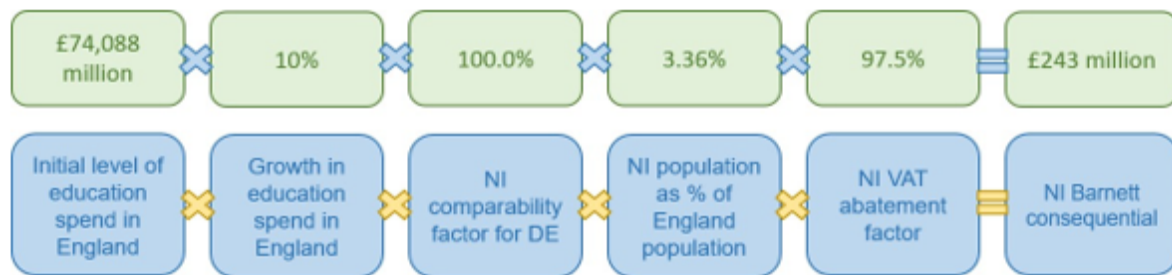 £74,088
million
10%
100.0%
3.36%
97.5%
£243 million
Initial level of
education
spend in
England
Growth in
education
spend in
England
NI
comparability
factor for DE
NI population
as % of
England
population
NI VAT
abatement
factor
NI Barnett
consequential